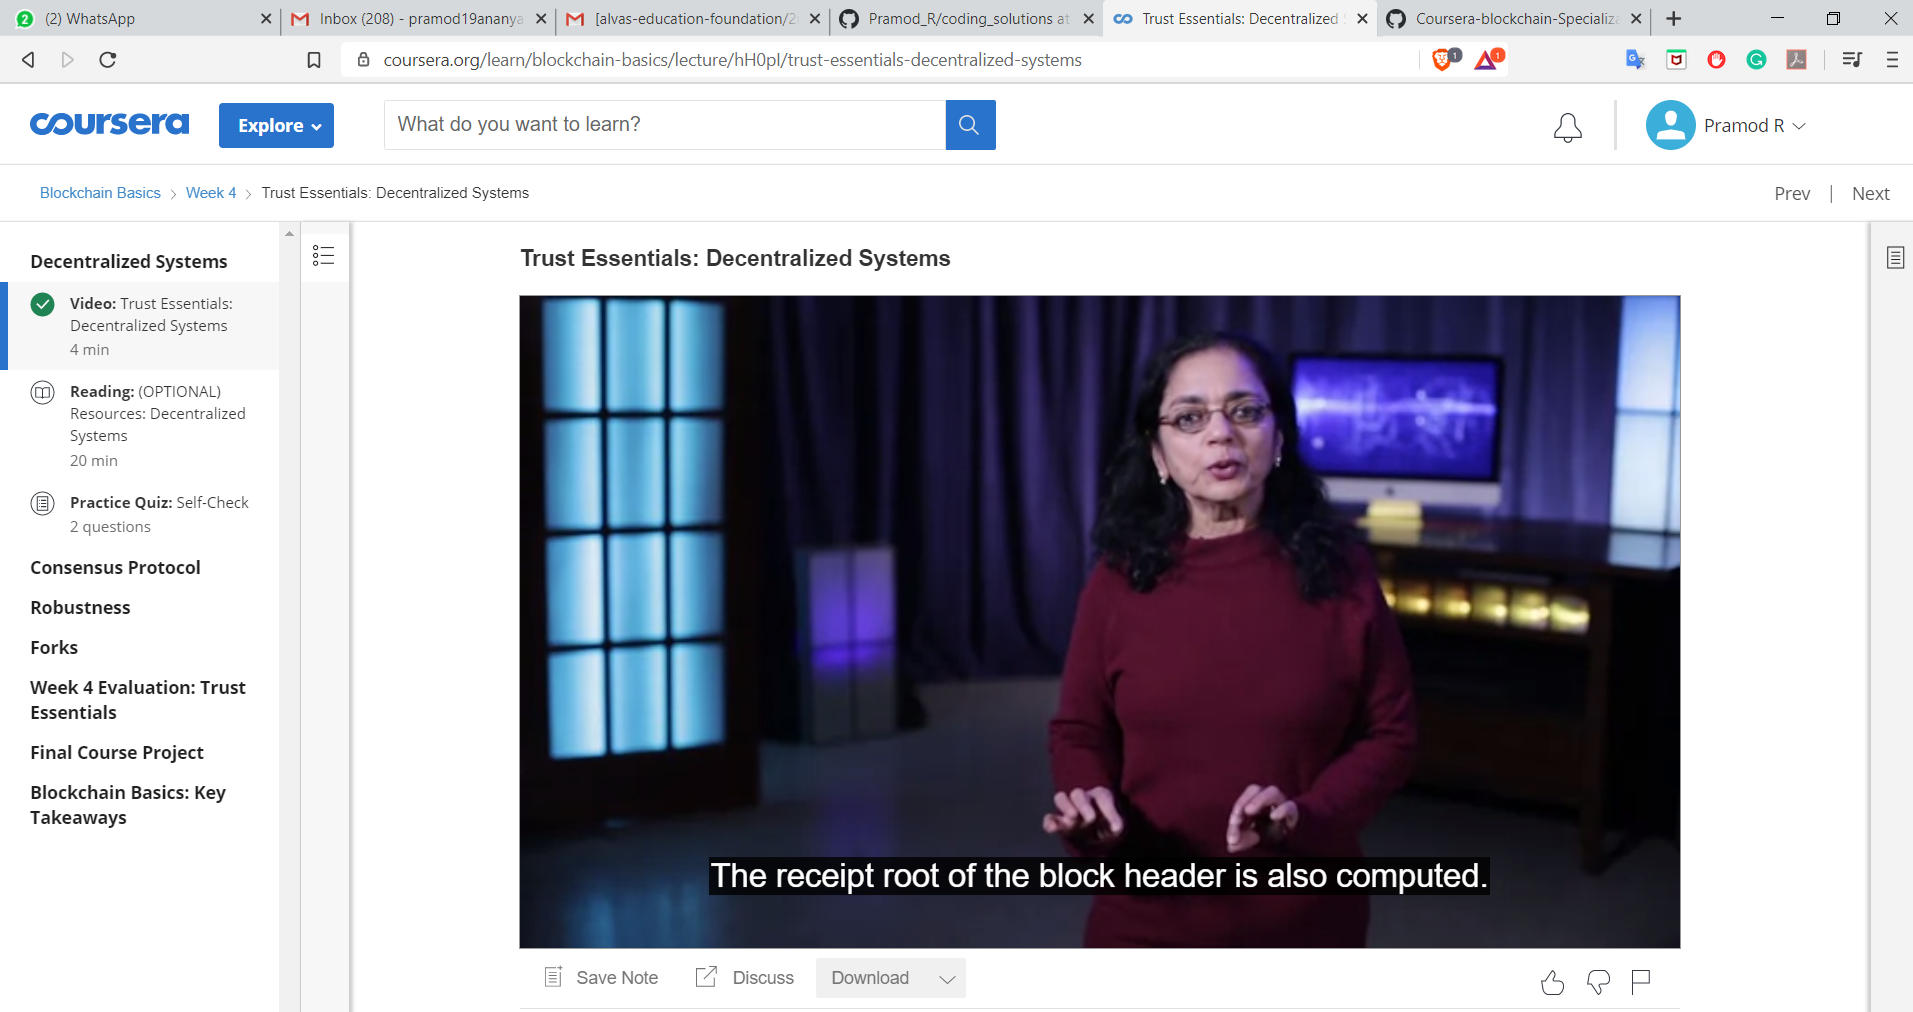 2
(2) WhatsApp
Inbox (208) - pramod19ananya
[alvas-education-foundation/2
Pramod_R/coding_solutions at
Trust Essentials: Decentralized
Coursera-blockchain-Specializa
coursera.org/learn/blockchain-basics/lecture/hH0pI/trust-essentials-decentralized-systems
1
1
coursera
Explore
What do you want to learn?
Pramod R
Blockchain Basics > Week 4 > Trust Essentials: Decentralized Systems
Prev | Next
Decentralized Systems
Video: Trust Essentials:
Decentralized Systems
4 min
Reading: (OPTIONAL)
Resources: Decentralized
Systems
20 min
Practice Quiz: Self-Check
2 questions
Consensus Protocol
Robustness
Forks
Week 4 Evaluation: Trust
Essentials
Final Course Project
Blockchain Basics: Key
Takeaways
Trust Essentials: Decentralized Systems
The receipt root of the block header is also computed.
Save Note
Discuss
Download